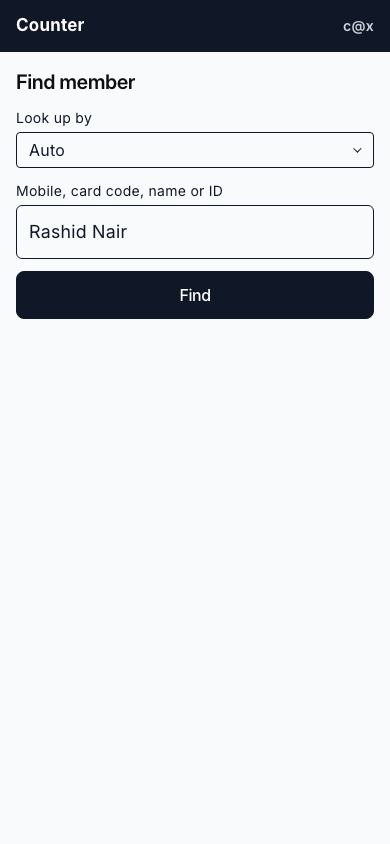 Counter
c@x
Find member
Look up by
Auto
Mobile, card code, name or ID
Rashid Nair
Find